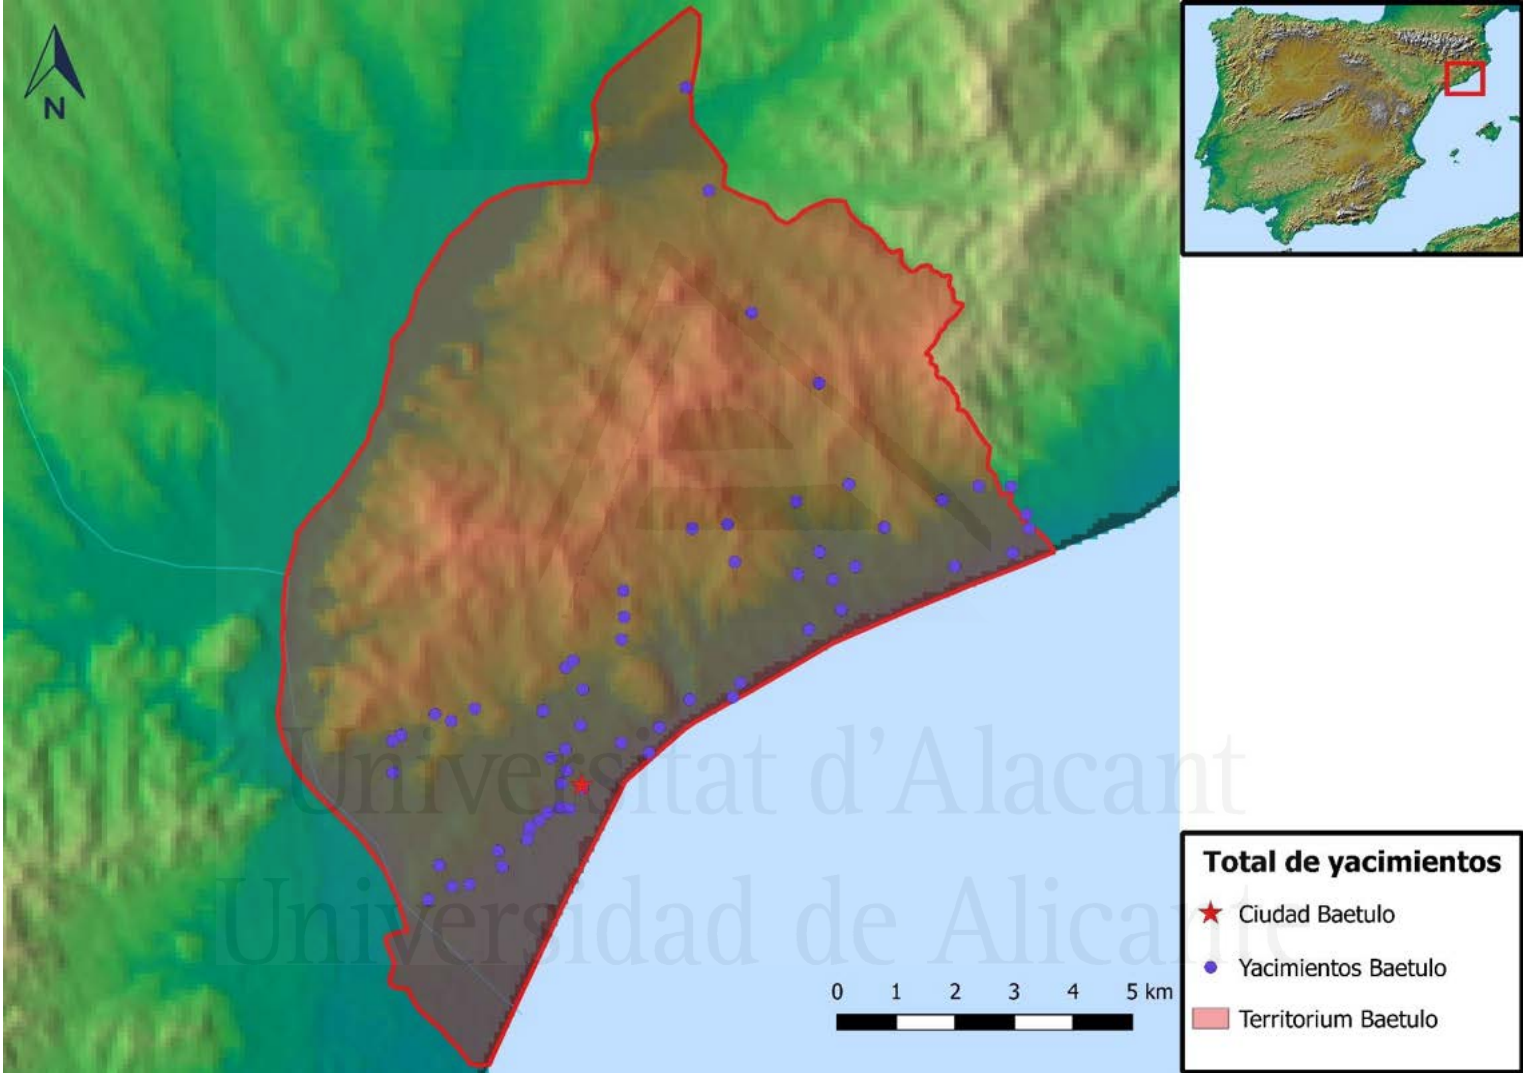 N
Universitat d'Alacant
Universidad de Alicante
0 1 2 3 4 5 km
Total de yacimientos
Ciudad Baetulo
Yacimientos Baetulo
Territorium Baetulo